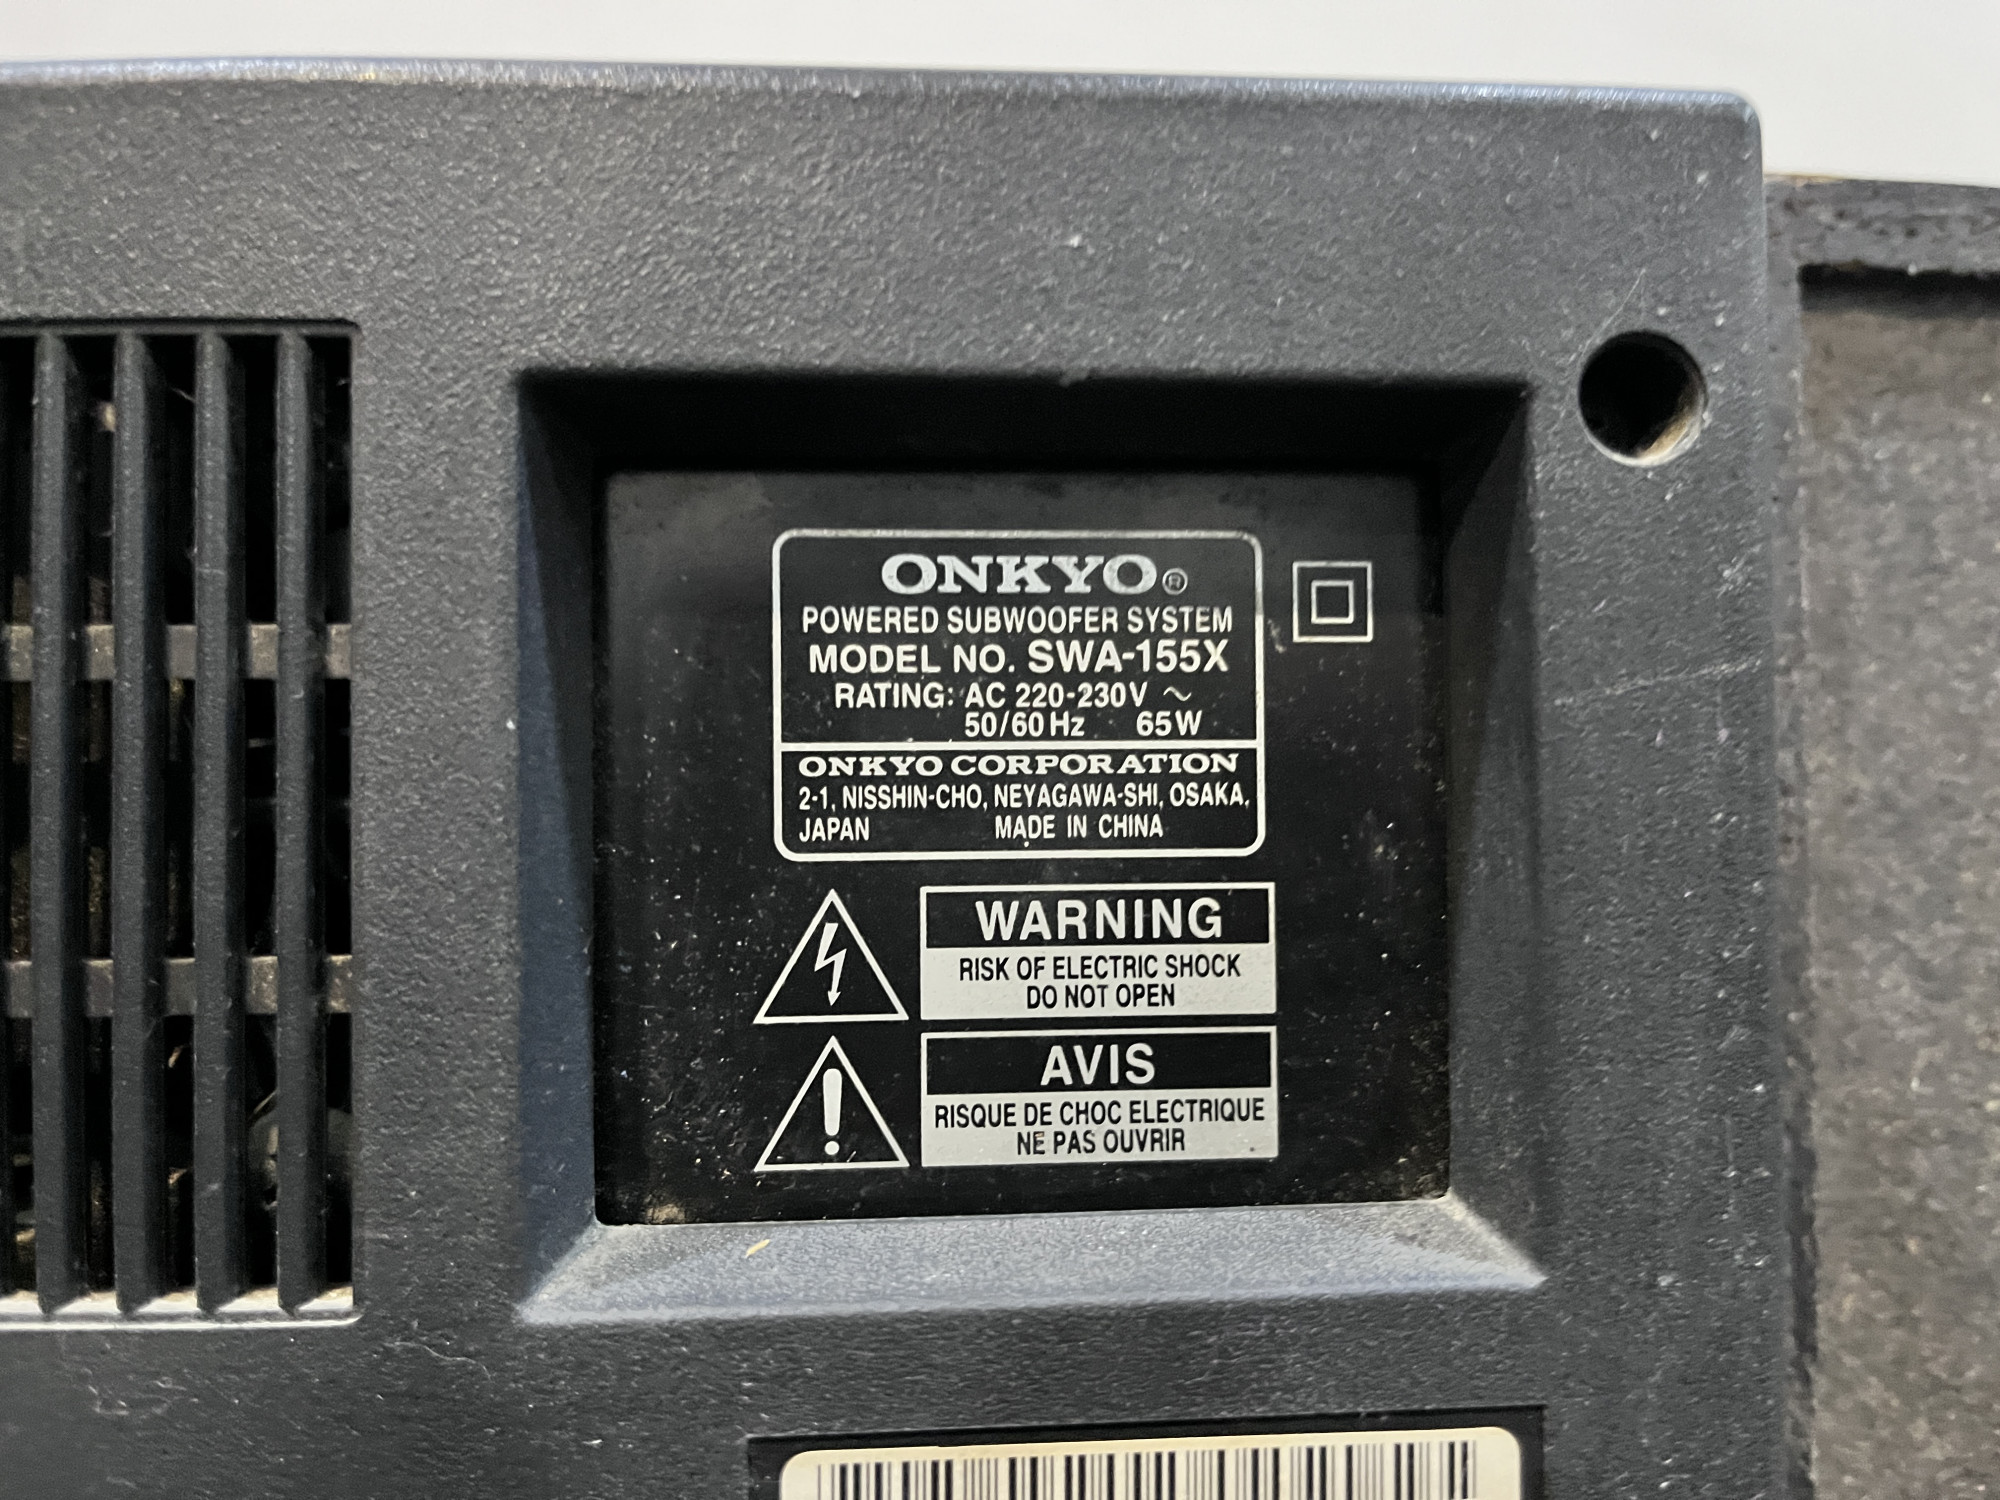 ONKYO®
POWERED SUBWOOFER SYSTEM
MODEL NO. SWA-155X
RATING: AC 220-230V ~
50/60 Hz 65W
ONKYO CORPORATION
2-1, NISSHIN-CHO, NEYAGAWA-SHI, OSAKA,
JAPAN MADE IN CHINA
WARNING
RISK OF ELECTRIC SHOCK
DO NOT OPEN
AVIS
RISQUE DE CHOC ELECTRIQUE
NE PAS OUVRIR